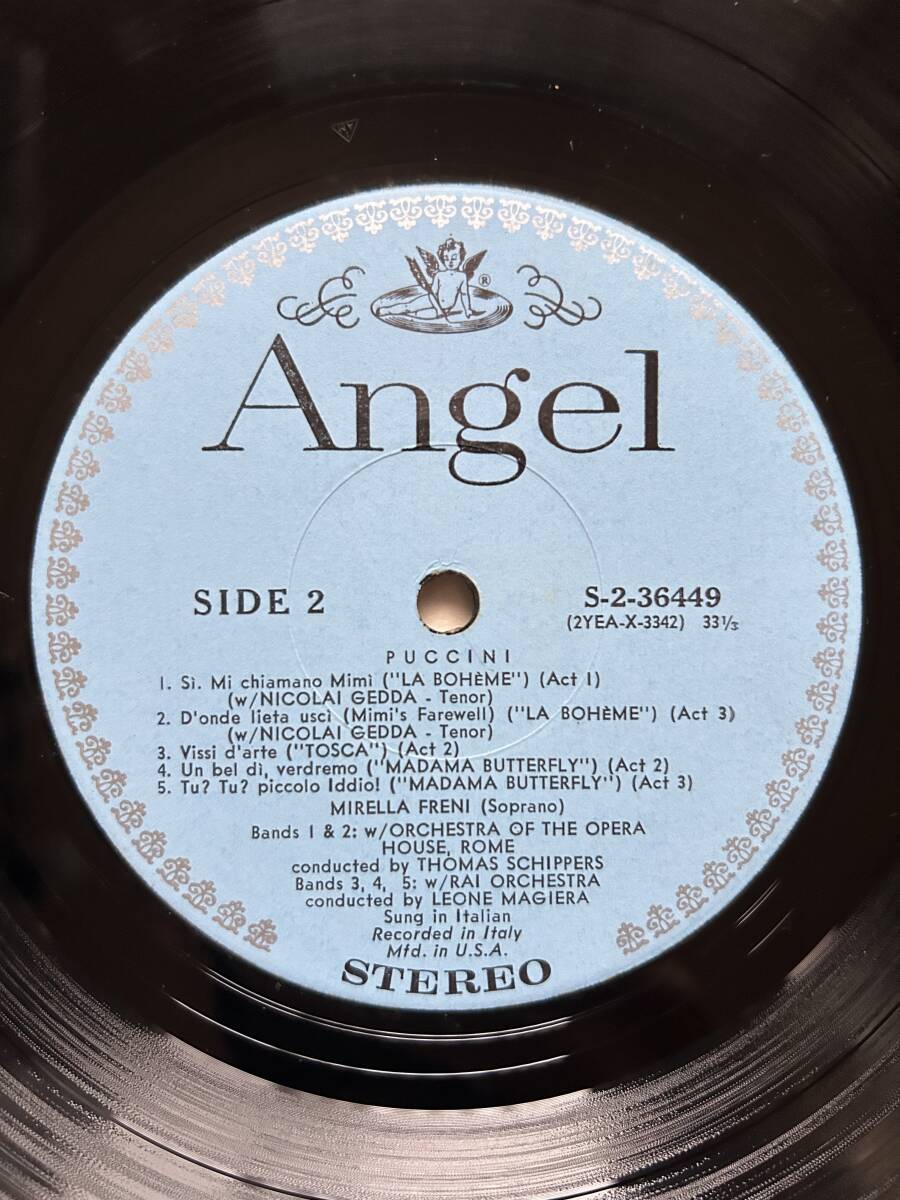 ®
Angel
SIDE 2
S-2-36449
(2YEA-X-3342) 33⅓
PUCCINI
1. Sì. Mi chiamano Mimì ("LA BOHèME") (Act I)
(w/NICOLAI GEDDA - Tenor)
2. D'onde lieta uscì (Mimi's Farewell) ("LA BOHèME") (Act 3)
(w/NICOLAI GEDDA - Tenor)
3. Vissi d'arte ("TOSCA") (Act 2)
4. Un bel dì, verdremo ("MADAMA BUTTERFLY") (Act 2)
5. Tu? Tu? piccolo Iddio! ("MADAMA BUTTERFLY") (Act 3)
MIRELLA FRENI (Soprano)
Bands 1 & 2: w/ORCHESTRA OF THE OPERA
HOUSE, ROME
conducted by THOMAS SCHIPPERS
Bands 3, 4, 5: w/RAI ORCHESTRA
conducted by LEONE MAGIERA
Sung in Italian
Recorded in Italy
Mfd. in U.S.A.
STEREO